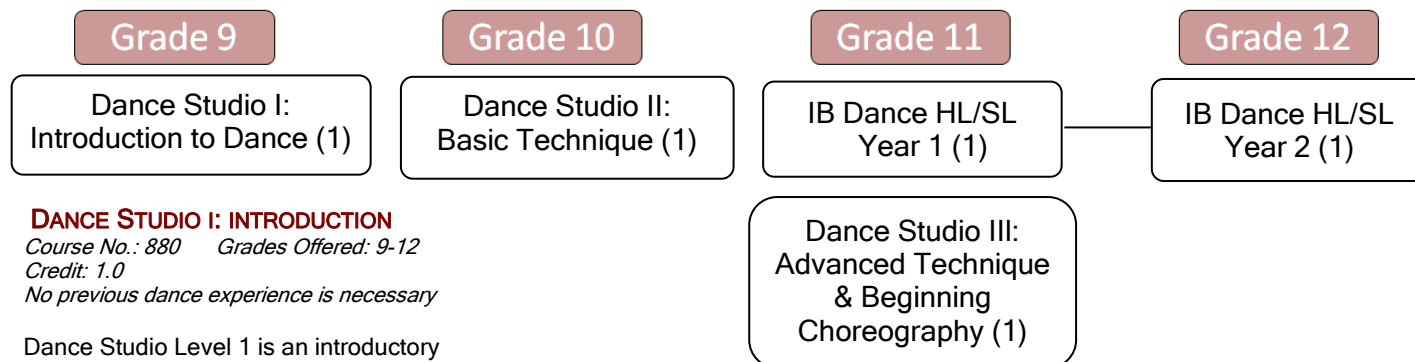 Grade 9
Grade 10
Grade 11
Grade 12
Dance Studio I:
Introduction to Dance (1)
Dance Studio II:
Basic Technique (1)
IB Dance HL/SL
Year 1 (1)
IB Dance HL/SL
Year 2 (1)
Dance Studio III:
Advanced Technique
& Beginning
Choreography (1)
DANCE STUDIO I: INTRODUCTION
Course No.: 880 Grades Offered: 9-12
Credit: 1.0
No previous dance experience is necessary
Dance Studio Level 1 is an introductory